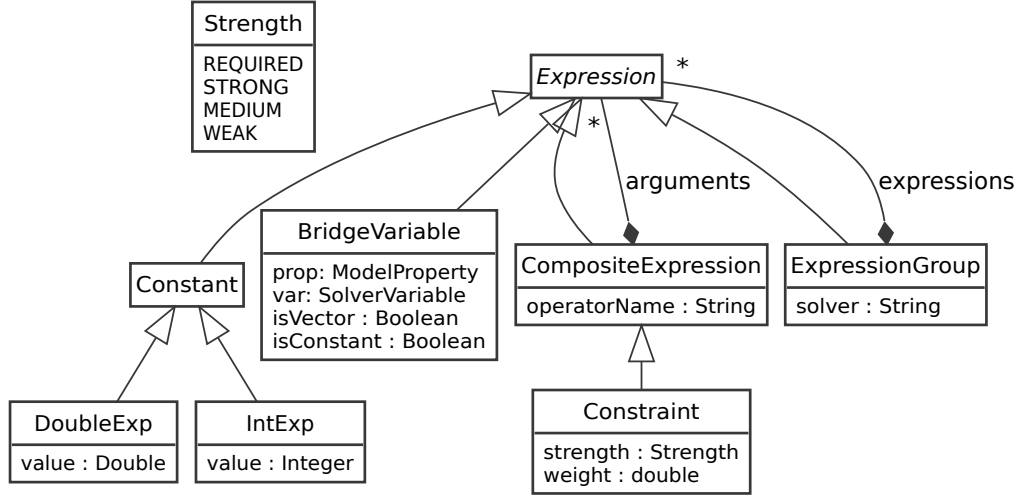 Strength
REQUIRED
STRONG
MEDIUM
WEAK
Expression
*
*
arguments
expressions
BridgeVariable
prop: ModelProperty
var: SolverVariable
isVector : Boolean
isConstant : Boolean
CompositeExpression
operatorName : String
ExpressionGroup
solver : String
Constant
DoubleExp
value : Double
IntExp
value : Integer
Constraint
strength : Strength
weight : double